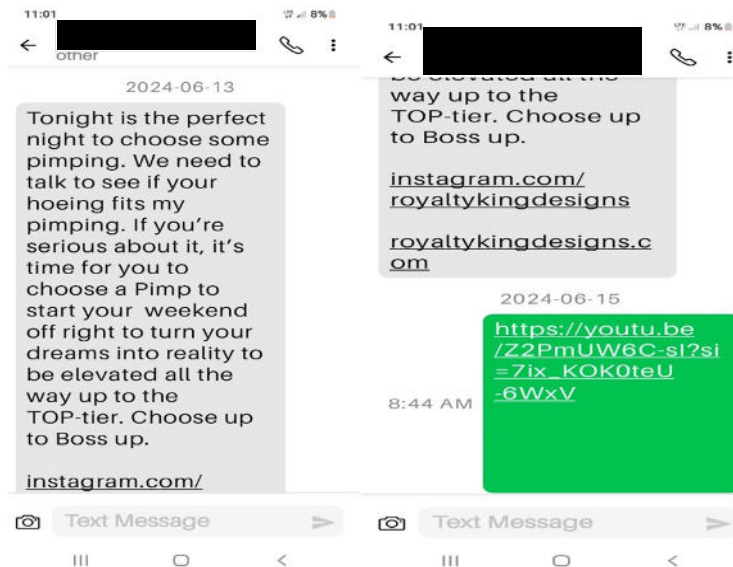 11:01
8%
other
2024-06-13
Tonight is the perfect
night to choose some
pimping. We need to
talk to see if your
hoeing fits my
pimping. If you’re
serious about it, it’s
time for you to
choose a Pimp to
start your weekend
off right to turn your
dreams into reality to
be elevated all the
way up to the
TOP-tier. Choose up
to Boss up.
instagram.com/
Text Message
11:01
8%
be elevated all the
way up to the
TOP-tier. Choose up
to Boss up.
instagram.com/
royaltykingdesigns
royaltykingdesigns.c
om
2024-06-15
https://youtu.be
/Z2PmUW6C-sI?si
=7ix_KOK0teU
-6WxV
8:44 AM
Text Message